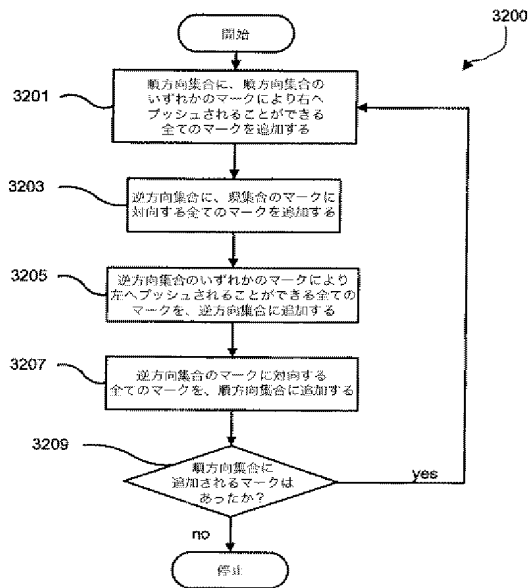 開始
3200
3201
順方向集合に、順方向集合の
いずれかのマークにより右へ
プッシュされることができる
全てのマークを追加する
3203
逆方向集合に、現集合のマークに
対向する全てのマークを追加する
3205
逆方向集合のいずれかのマークにより
左へプッシュされることができる全ての
マークを、逆方向集合に追加する
3207
逆方向集合のマークに対向する
全てのマークを、順方向集合に追加する
3209
順方向集合に
追加されるマークは
あったか？
yes
no
停止